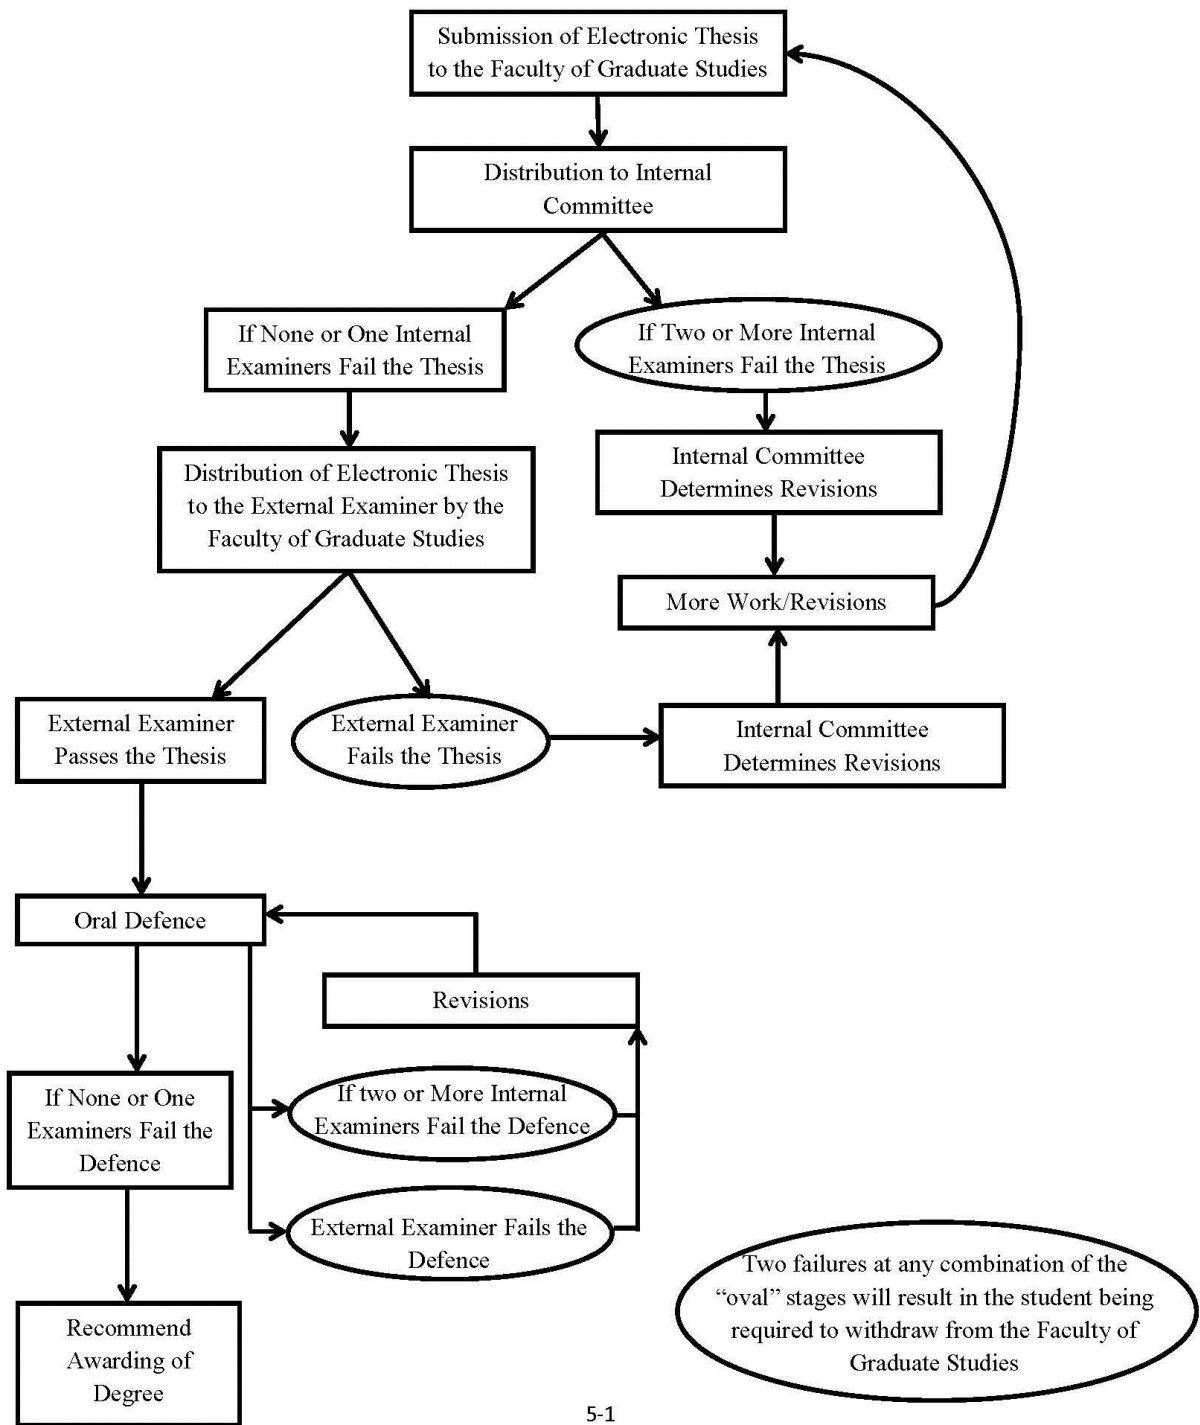 Submission of Electronic Thesis
to the Faculty of Graduate Studies
Distribution to Internal
Committee
If None or One Internal
Examiners Fail the Thesis
If Two or More Internal
Examiners Fail the Thesis
Distribution of Electronic Thesis
to the External Examiner by the
Faculty of Graduate Studies
Internal Committee
Determines Revisions
More Work/Revisions
External Examiner
Passes the Thesis
External Examiner
Fails the Thesis
Internal Committee
Determines Revisions
Oral Defence
Revisions
If None or One
Examiners Fail the
Defence
If two or More Internal
Examiners Fail the Defence
External Examiner Fails the
Defence
Recommend
Awarding of
Degree
Two failures at any combination of the
“oval” stages will result in the student being
required to withdraw from the Faculty of
Graduate Studies
5-1